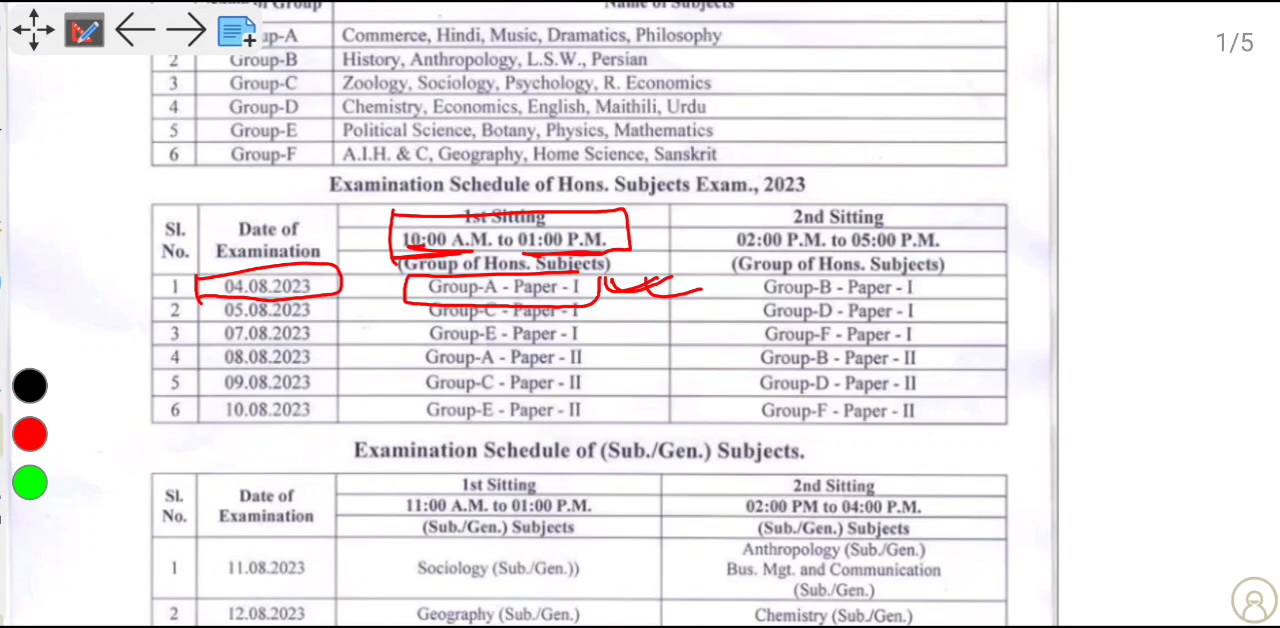 Name of Subjects
1/5
Commerce, Hindi, Music, Dramatics, Philosophy
2 Group-B History, Anthropology, L.S.W., Persian
3 Group-C Zoology, Sociology, Psychology, R. Economics
4 Group-D Chemistry, Economics, English, Maithili, Urdu
5 Group-E Political Science, Botany, Physics, Mathematics
6 Group-F A.I.H. & C, Geography, Home Science, Sanskrit
Examination Schedule of Hons. Subjects Exam., 2023
Sl. No. Date of Examination 1st Sitting 2nd Sitting
10:00 A.M. to 01:00 P.M. 02:00 P.M. to 05:00 P.M.
(Group of Hons. Subjects) (Group of Hons. Subjects)
1 04.08.2023 Group-A - Paper - I Group-B - Paper - I
2 05.08.2023 Group-C - Paper - I Group-D - Paper - I
3 07.08.2023 Group-E - Paper - I Group-F - Paper - I
4 08.08.2023 Group-A - Paper - II Group-B - Paper - II
5 09.08.2023 Group-C - Paper - II Group-D - Paper - II
6 10.08.2023 Group-E - Paper - II Group-F - Paper - II
Examination Schedule of (Sub./Gen.) Subjects.
Sl. No. Date of Examination 1st Sitting 2nd Sitting
11:00 A.M. to 01:00 P.M. 02:00 PM to 04:00 P.M.
(Sub./Gen.) Subjects (Sub./Gen.) Subjects
1 11.08.2023 Sociology (Sub./Gen.)) Anthropology (Sub./Gen.)
Bus. Mgt. and Communication
(Sub./Gen.)
2 12.08.2023 Geography (Sub./Gen.) Chemistry (Sub./Gen.)